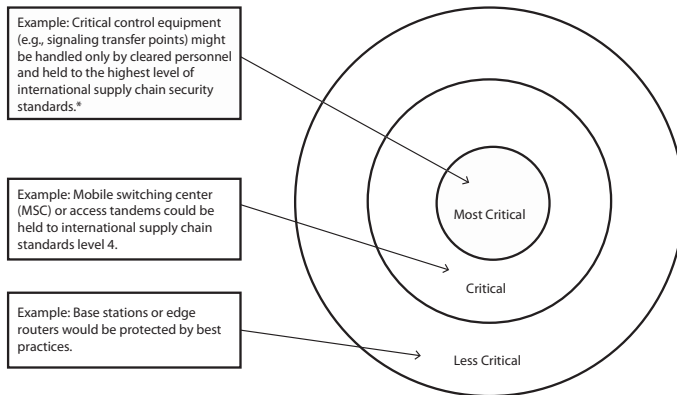 Example: Critical control equipment
(e.g., signaling transfer points) might
be handled only by cleared personnel
and held to the highest level of
international supply chain security
standards.*
Example: Mobile switching center
(MSC) or access tandems could be
held to international supply chain
standards level 4.
Example: Base stations or edge
routers would be protected by best
practices.
Most Critical
Critical
Less Critical